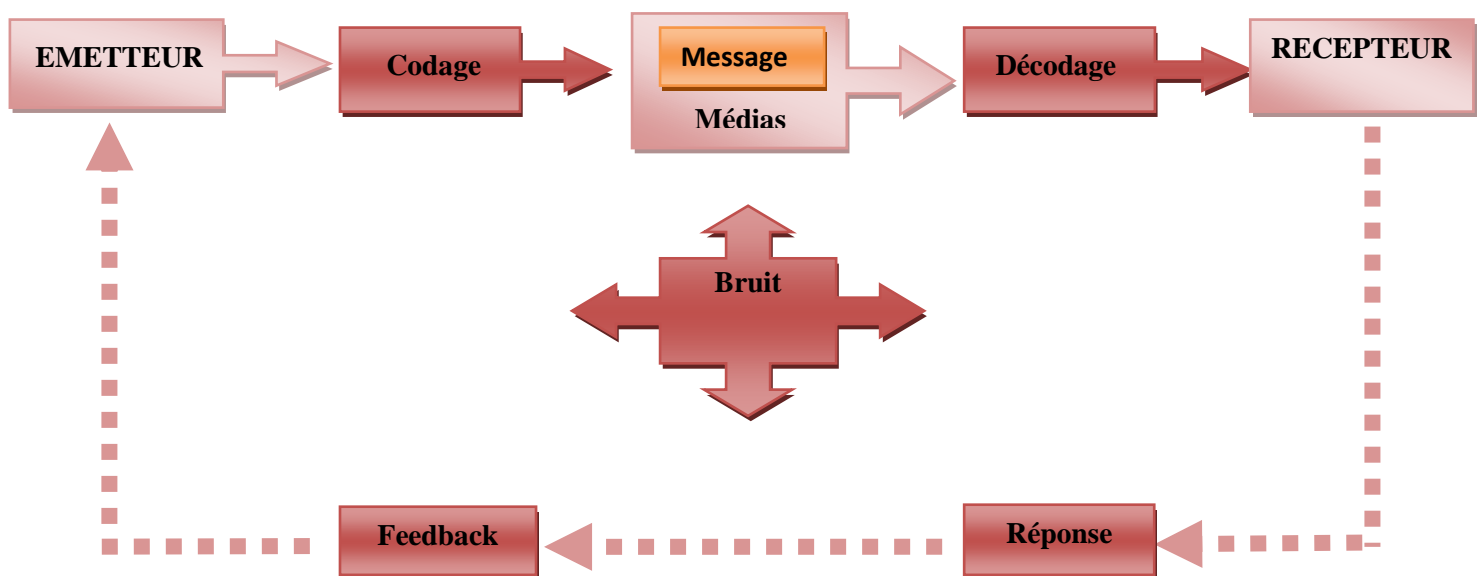 EMETTEUR
Codage
Message
Médias
Décodage
RECEPTEUR
Bruit
Feedback
Réponse